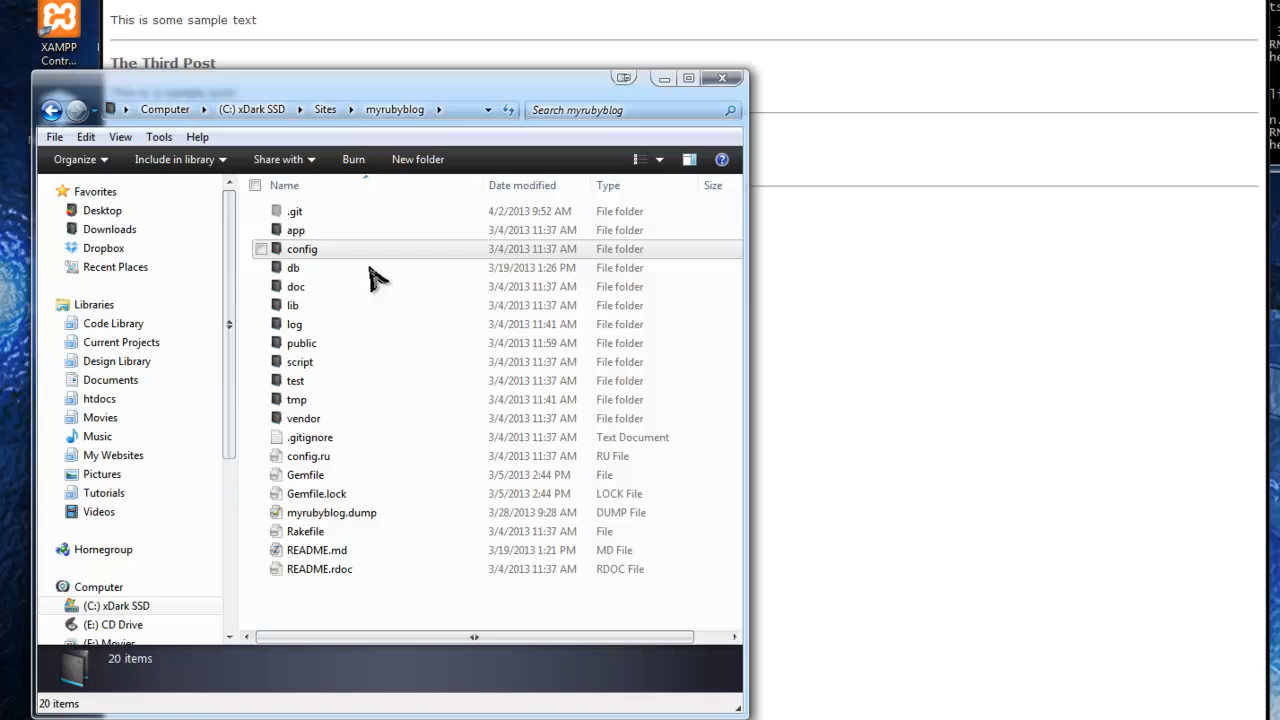 This is some sample text
XAMPP
Contr...
The Third Post
Computer
(C:) xDark SSD
Sites
myrubyblog
Search myrubyblog
File Edit View Tools Help
Organize Include in library Share with Burn New folder
Name Date modified Type Size
Favorites
Desktop
Downloads
Dropbox
Recent Places
Libraries
Code Library
Current Projects
Design Library
Documents
htdocs
Movies
Music
My Websites
Pictures
Tutorials
Videos
Homegroup
Computer
(C:) xDark SSD
(E:) CD Drive
(F:) Movies
.git 4/2/2013 9:52 AM File folder
app 3/4/2013 11:37 AM File folder
config 3/4/2013 11:37 AM File folder
db 3/19/2013 1:26 PM File folder
doc 3/4/2013 11:37 AM File folder
lib 3/4/2013 11:37 AM File folder
log 3/4/2013 11:41 AM File folder
public 3/4/2013 11:59 AM File folder
script 3/4/2013 11:37 AM File folder
test 3/4/2013 11:37 AM File folder
tmp 3/4/2013 11:41 AM File folder
vendor 3/4/2013 11:37 AM File folder
.gitignore 3/4/2013 11:37 AM Text Document
config.ru 3/4/2013 11:37 AM RU File
Gemfile 3/5/2013 2:44 PM File
Gemfile.lock 3/5/2013 2:44 PM LOCK File
myrubyblog.dump 3/28/2013 9:28 AM DUMP File
Rakefile 3/4/2013 11:37 AM File
README.md 3/19/2013 1:21 PM MD File
README.rdoc 3/4/2013 11:37 AM RDOC File
20 items
20 items